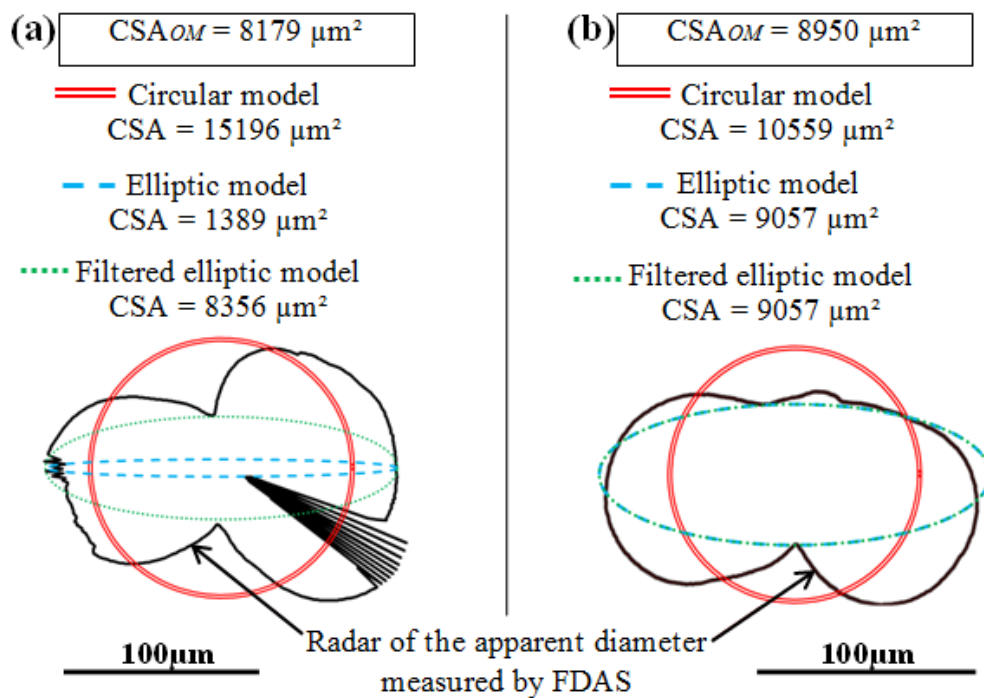 (a) CSAOM = 8179 µm²
Circular model
CSA = 15196 µm²
Elliptic model
CSA = 1389 µm²
Filtered elliptic model
CSA = 8356 µm²
(b) CSAOM = 8950 µm²
Circular model
CSA = 10559 µm²
Elliptic model
CSA = 9057 µm²
Filtered elliptic model
CSA = 9057 µm²
Radar of the apparent diameter
measured by FDAS
100µm
100µm